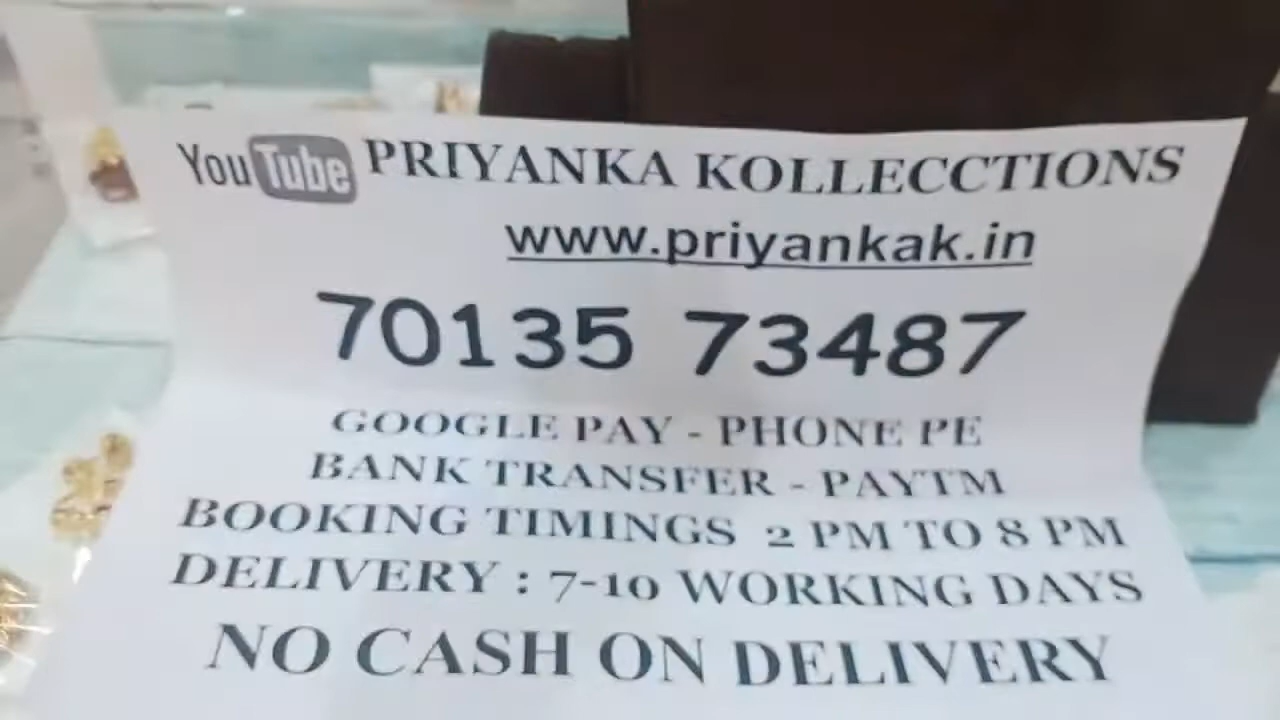 YouTube PRIYANKA KOLLECCTIONS
www.priyankak.in
70135 73487
GOOGLE PAY - PHONE PE
BANK TRANSFER - PAYTM
BOOKING TIMINGS 2 PM TO 8 PM
DELIVERY : 7-10 WORKING DAYS
NO CASH ON DELIVERY